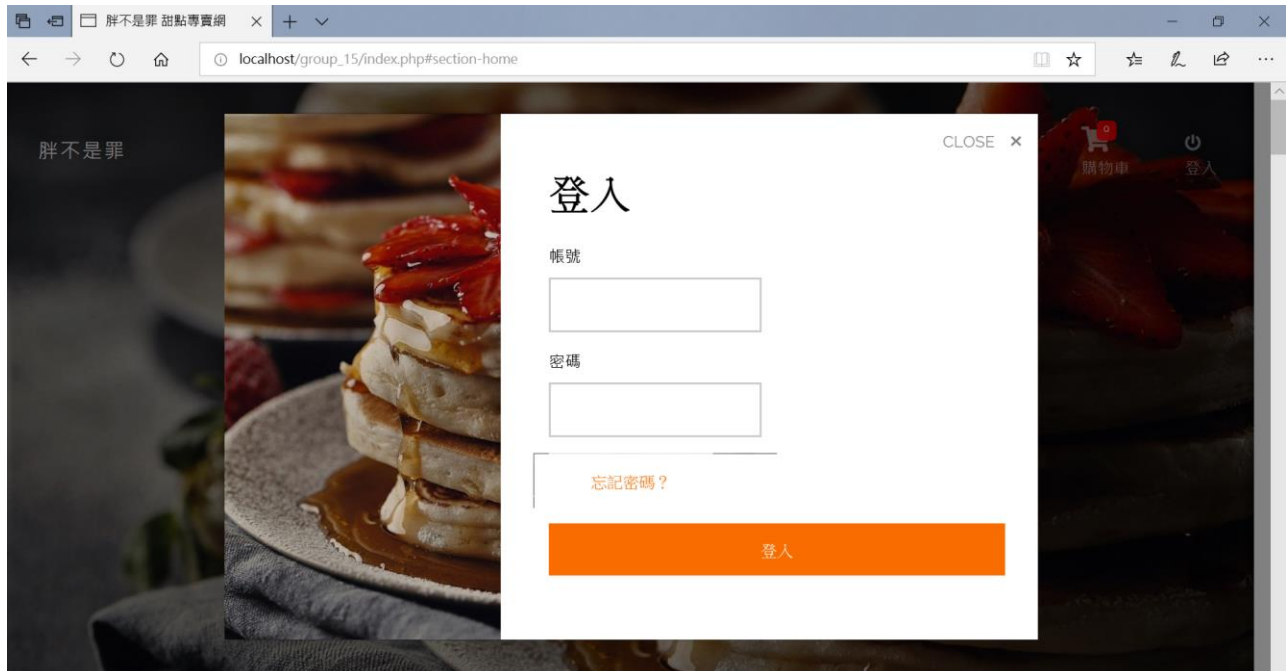 胖不是罪 甜點專賣網
localhost/group_15/index.php#section-home
胖不是罪
0
購物車
登入
CLOSE ×
登入
帳號
密碼
忘記密碼？
登入